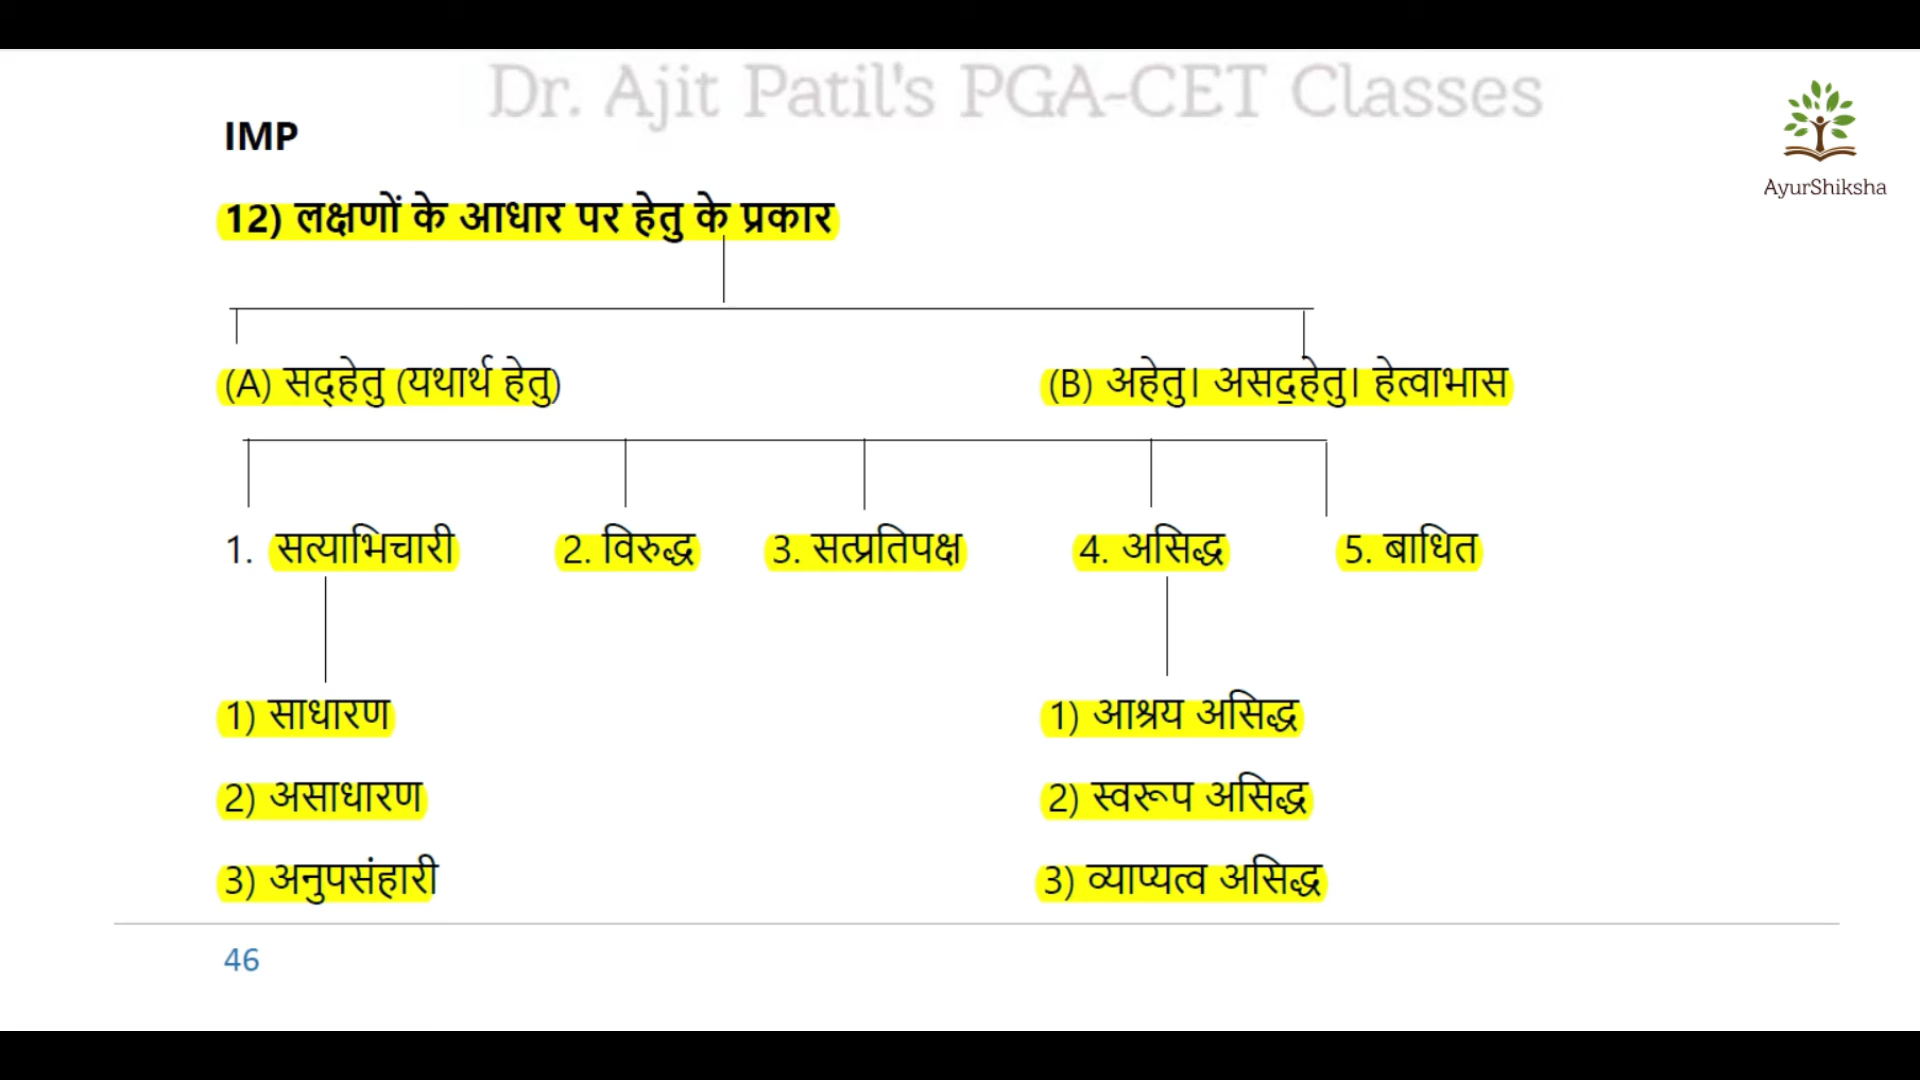 Dr. Ajit Patil's PGA-CET Classes
IMP
AyurShiksha
12) लक्षणों के आधार पर हेतु के प्रकार
(A) सद्‌हेतु (यथार्थ हेतु)
(B) अहेतु। असद॒हेतु। हेत्वाभास
1. सत्याभिचारी
2. विरुद्ध
3. सत्प्रतिपक्ष
4. असिद्ध
5. बाधित
1) साधारण
1) आश्रय असिद्ध
2) असाधारण
2) स्वरूप असिद्ध
3) अनुपसंहारी
3) व्याप्यत्व असिद्ध
46